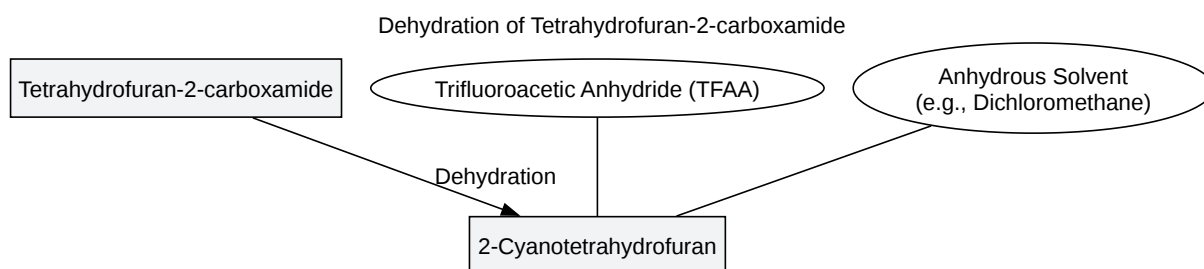 Dehydration of Tetrahydrofuran-2-carboxamide
Tetrahydrofuran-2-carboxamide
Trifluoroacetic Anhydride (TFAA)
Anhydrous Solvent
(e.g., Dichloromethane)
Dehydration
2-Cyanotetrahydrofuran